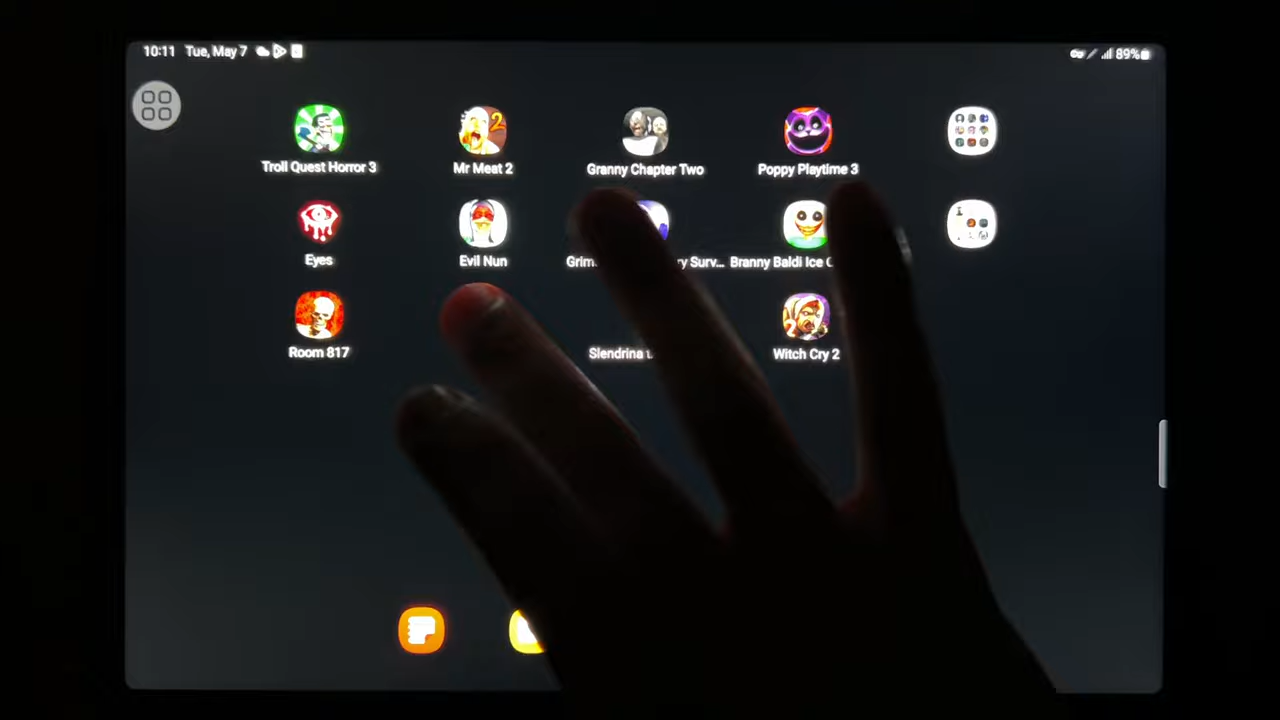 10:11 Tue, May 7 89%
2
Troll Quest Horror 3 Mr Meat 2 Granny Chapter Two Poppy Playtime 3
Eyes Evil Nun Grim ry Surv... Branny Baldi Ice
Room 817 Slendrina Witch Cry 2